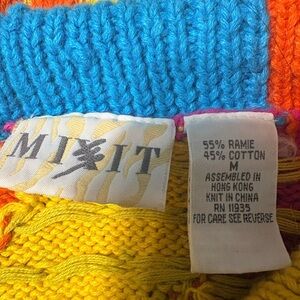 MIXIT
55% RAMIE
45% COTTON
M
ASSEMBLED IN
HONG KONG
KNIT IN CHINA
RN 11935
FOR CARE SEE REVERSE